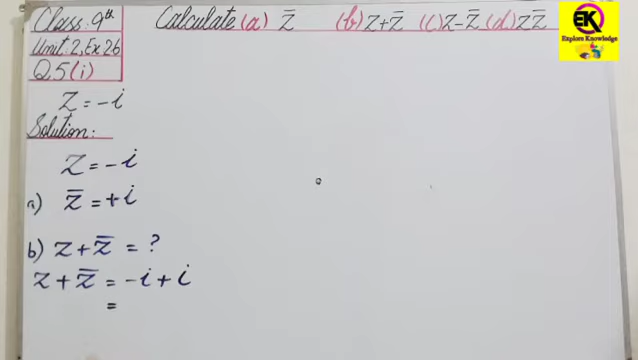 Class: 9th
Unit 2, Ex 2.6
Q.5(i)
Calculate (a) z̄ (b) z+z̄ (c) z-z̄ (d) zz̄
EK
Explore Knowledge
Z = -i
Solution:
Z = -i
a) z̄ = +i
b) z + z̄ = ?
z + z̄ = -i + i
=